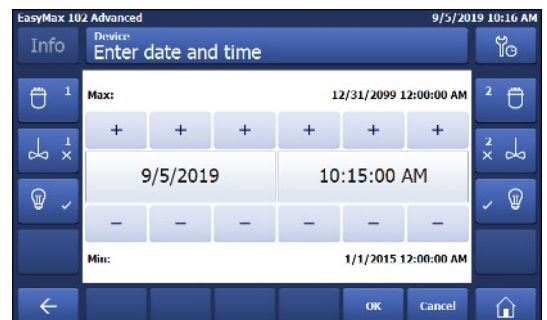 EasyMax 102 Advanced 9/5/2019 10:16 AM
Info
Device
Enter date and time
1
Max: 12/31/2099 12:00:00 AM
2
+ + + + + +
1
2
9/5/2019 10:15:00 AM
− − − − − −
Min: 1/1/2015 12:00:00 AM
OK Cancel